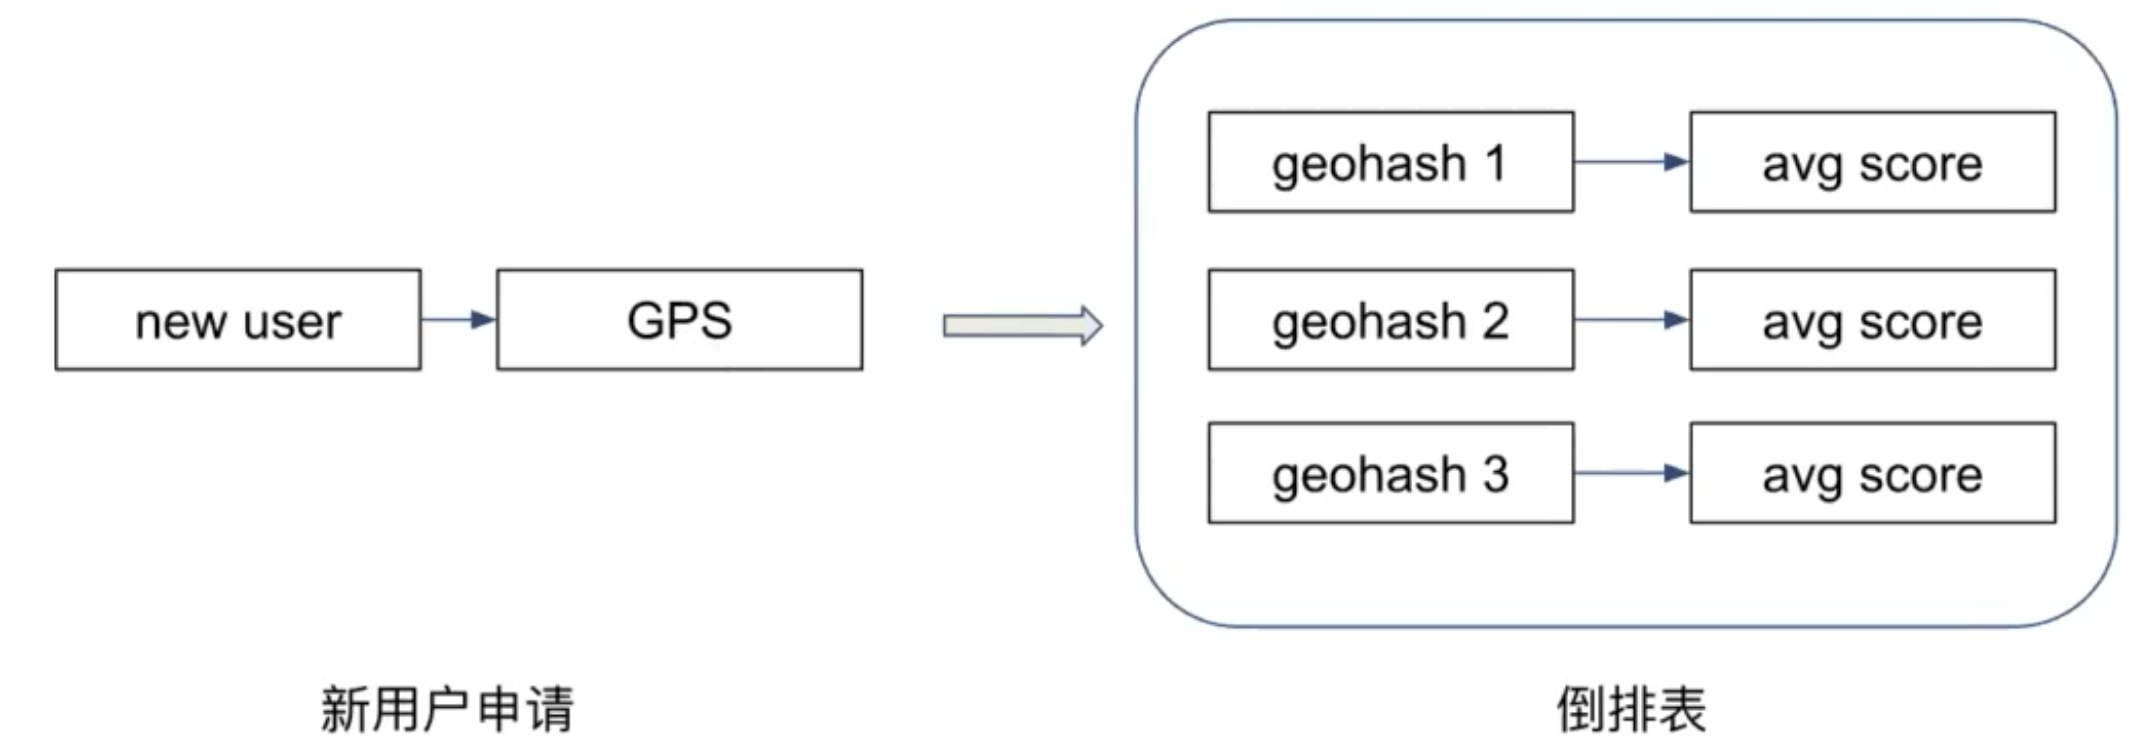 geohash 1
avg score
new user
GPS
geohash 2
avg score
geohash 3
avg score
新用户申请
倒排表